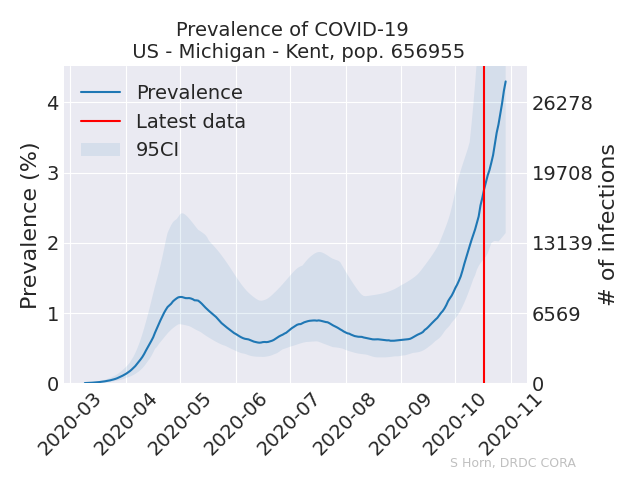 Prevalence of COVID-19
US - Michigan - Kent, pop. 656955
Prevalence
Latest data
95CI
Prevalence (%)
4
3
2
1
0
26278
19708
13139
6569
0
# of Infections
2020-03
2020-04
2020-05
2020-06
2020-07
2020-08
2020-09
2020-10
2020-11
S Horn, DRDC CORA